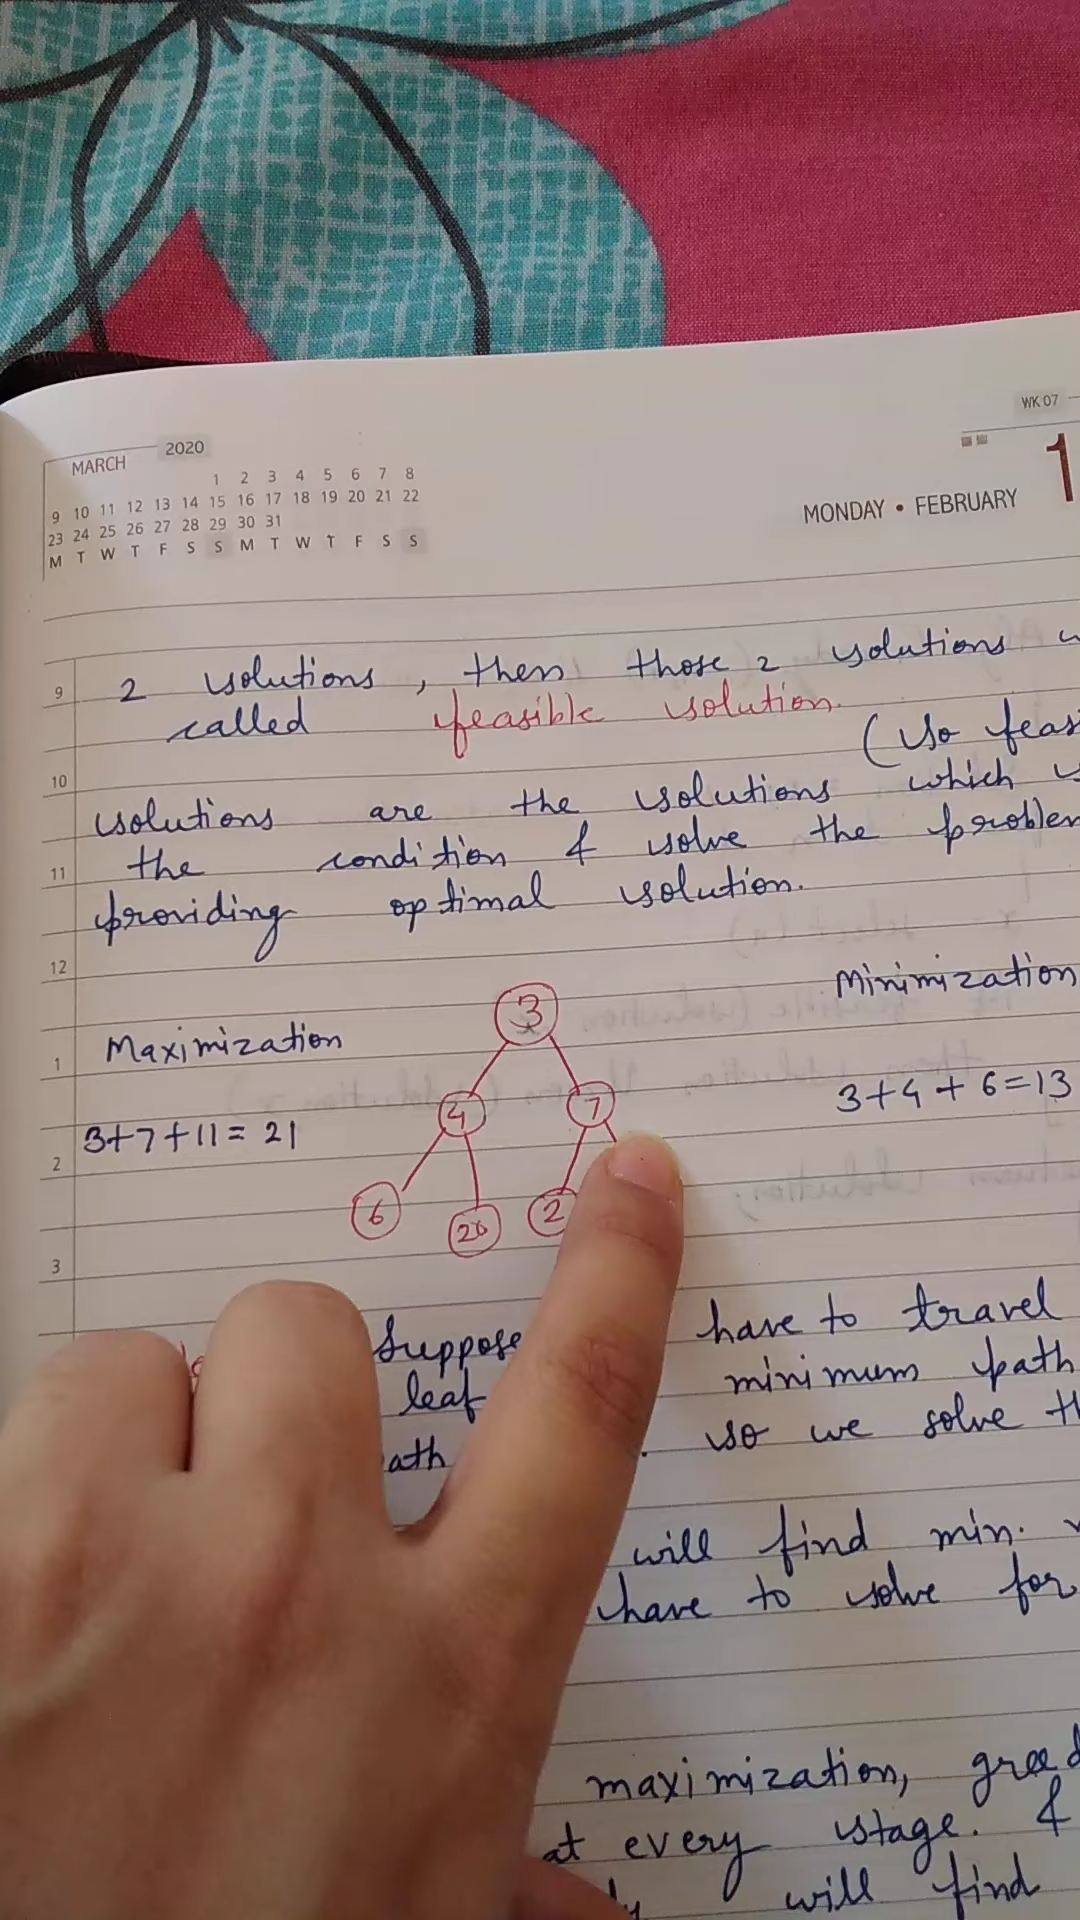 MARCH 2020
1 2 3 4 5 6 7 8
9 10 11 12 13 14 15 16 17 18 19 20 21 22
23 24 25 26 27 28 29 30 31
M T W T F S S M T W T F S S
WK 07
MONDAY • FEBRUARY 1
9 2 solutions, then those 2 solutions
called feasible solution.
(so feasi
10
solutions are the solutions which
11 the condition & solve the problem
providing optimal solution.
12
Minimization
3
1 Maximization
4 7
3+4+6=13
2 3+7+11=21
6 20 2
3
Suppose have to travel
leaf minimum path
ath so we solve th
will find min.
have to solve for
maximization, greed
at every stage. &
will find